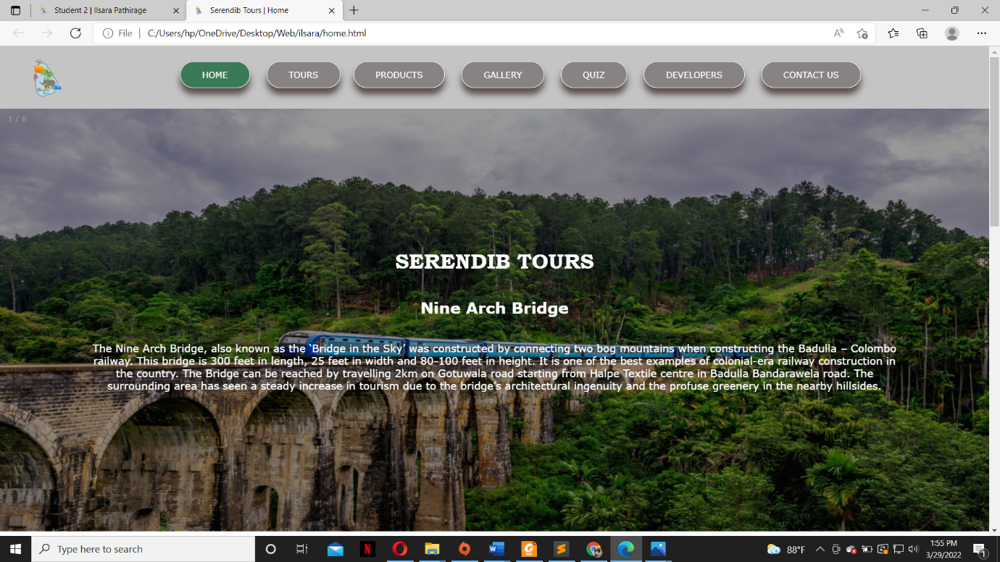 Student 2 | Ilsara Pathirage
Serendib Tours | Home
File
C:/Users/hp/OneDrive/Desktop/Web/ilsara/home.html
HOME
TOURS
PRODUCTS
GALLERY
QUIZ
DEVELOPERS
CONTACT US
1 / 6
SERENDIB TOURS
Nine Arch Bridge
The Nine Arch Bridge, also known as the `Bridge in the Sky' was constructed by connecting two bog mountains when constructing the Badulla – Colombo
railway. This bridge is 300 feet in length, 25 feet in width and 80-100 feet in height. It is one of the best examples of colonial-era railway construction in
the country. The Bridge can be reached by travelling 2km on Gotuwala road starting from Halpe Textile centre in Badulla Bandarawela road. The
surrounding area has seen a steady increase in tourism due to the bridge's architectural ingenuity and the profuse greenery in the nearby hillsides.
Type here to search
88°F
1:55 PM
3/29/2022
1